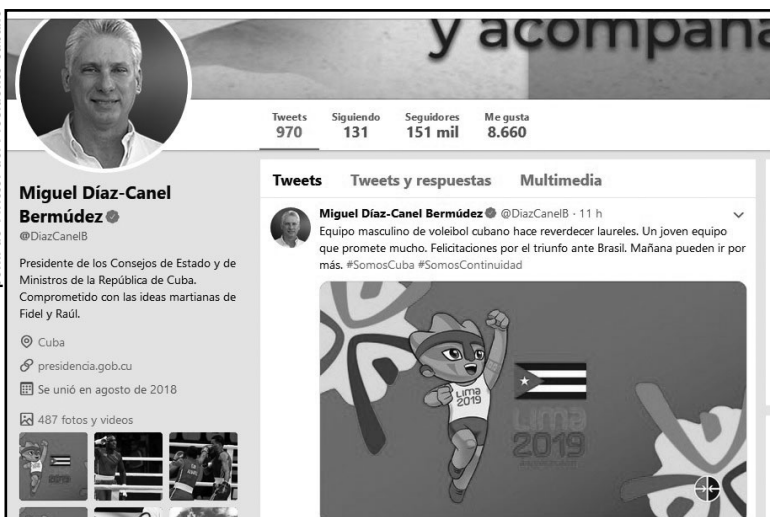 y acompaña
Tweets
970
Siguiendo
131
Seguidores
151 mil
Me gusta
8.660
Miguel Díaz-Canel
Bermúdez
@DiazCanelB
Presidente de los Consejos de Estado y de
Ministros de la República de Cuba.
Comprometido con las ideas martianas de
Fidel y Raúl.
Cuba
presidencia.gob.cu
Se unió en agosto de 2018
487 fotos y videos
Tweets Tweets y respuestas Multimedia
Miguel Díaz-Canel Bermúdez @DiazCanelB · 11 h
Equipo masculino de voleibol cubano hace reverdecer laureles. Un joven equipo
que promete mucho. Felicitaciones por el triunfo ante Brasil. Mañana pueden ir por
más. #SomosCuba #SomosContinuidad
LIMA
2019
LIMA
2019